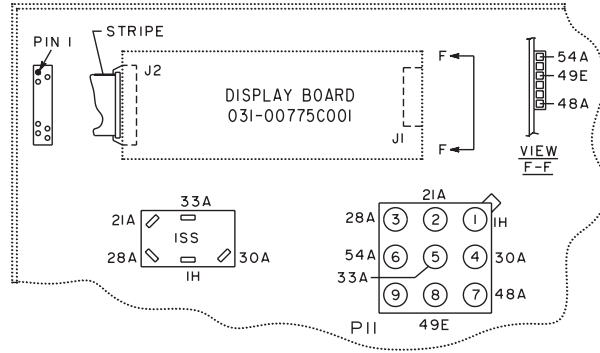 PIN 1
STRIPE
J2
DISPLAY BOARD
031-00775C001
J1
F
F
54A
49E
48A
VIEW
F-F
33A
21A
1SS
28A
30A
1H
21A
28A
3
2
1
1H
54A
6
5
4
30A
33A
9
8
7
48A
P11
49E